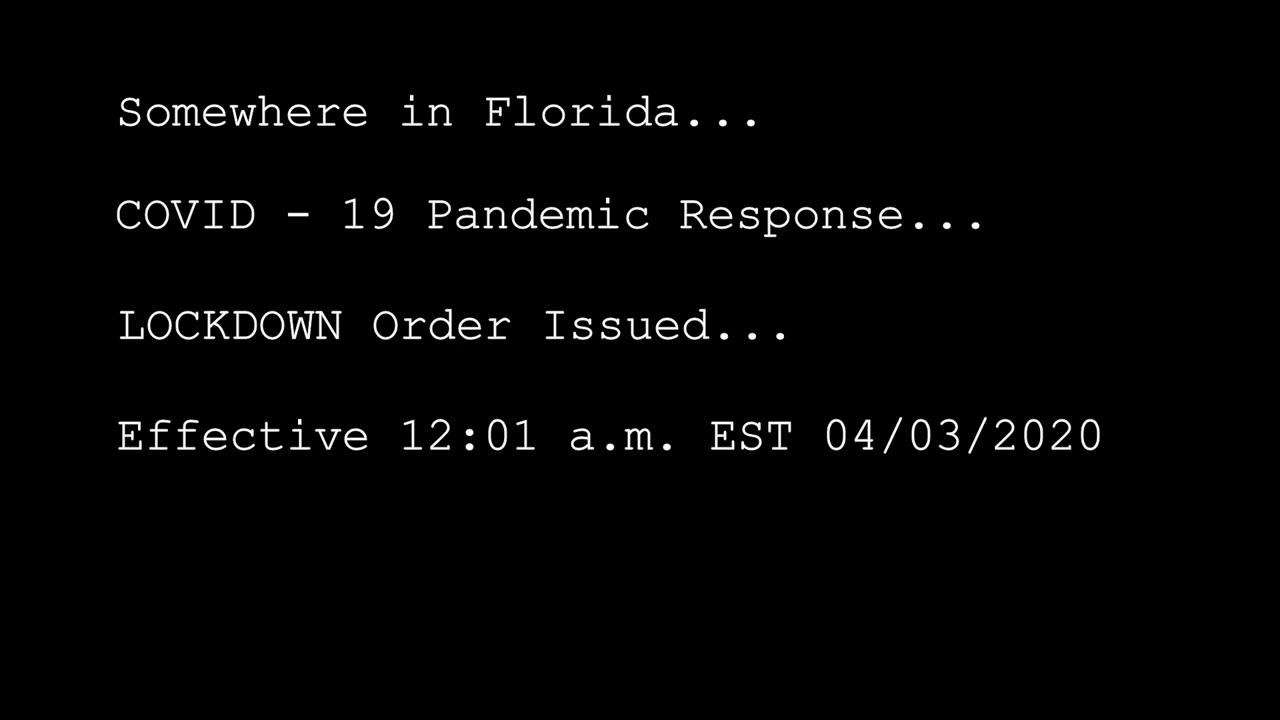 Somewhere in Florida...
COVID - 19 Pandemic Response...
LOCKDOWN Order Issued...
Effective 12:01 a.m. EST 04/03/2020